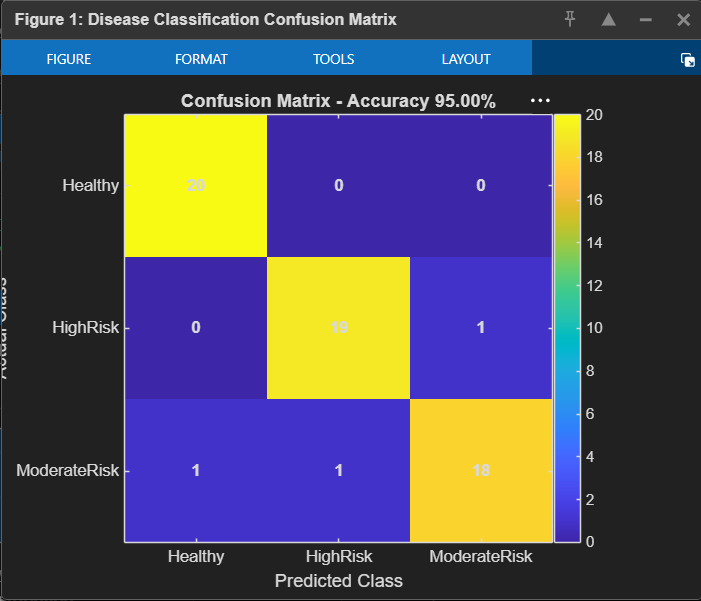 Figure 1: Disease Classification Confusion Matrix
FIGURE FORMAT TOOLS LAYOUT
Confusion Matrix - Accuracy 95.00%
20
18
16
14
12
10
8
6
4
2
0
Healthy 20 0 0
HighRisk 0 19 1
ModerateRisk 1 1 18
Healthy HighRisk ModerateRisk
Predicted Class